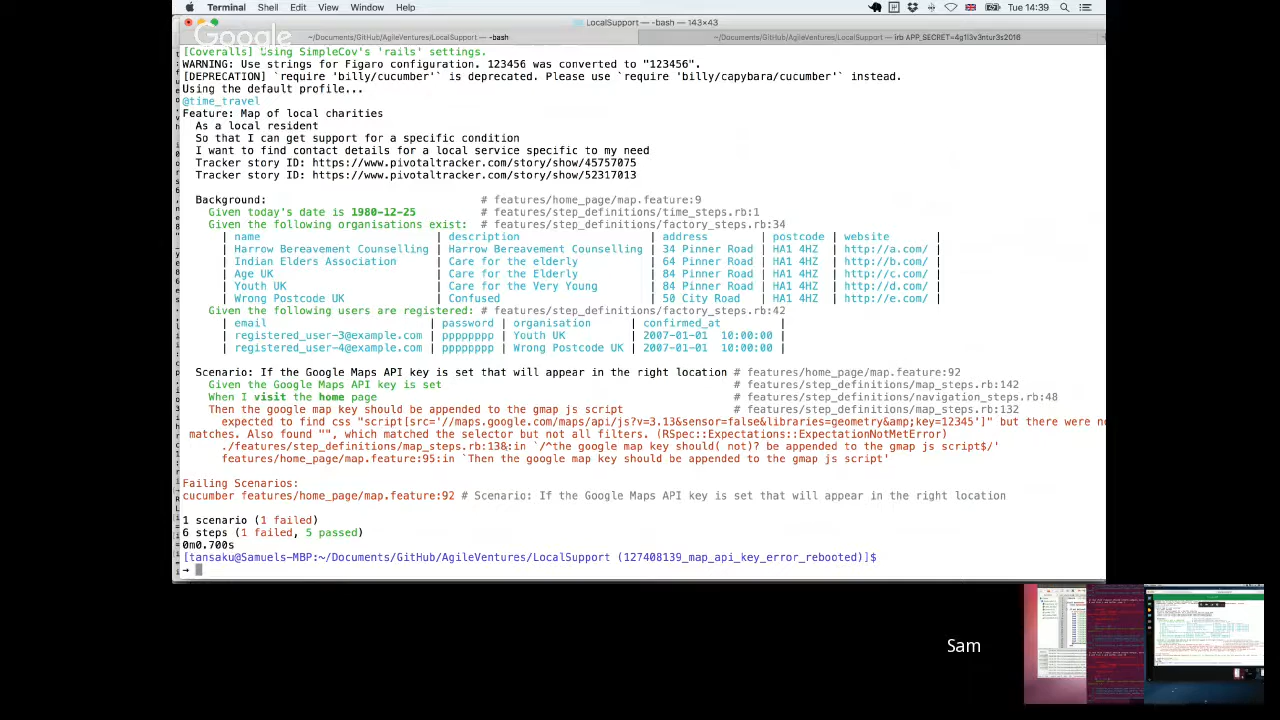 Terminal Shell Edit View Window Help Tue 14:39
LocalSupport — -bash — 143×43
Google
~/Documents/GitHub/AgileVentures/LocalSupport — -bash
~/Documents/GitHub/AgileVentures/LocalSupport — irb APP_SECRET=4g1l3v3ntur3s2016
[Coveralls] Using SimpleCov's 'rails' settings.
WARNING: Use strings for Figaro configuration. 123456 was converted to "123456".
[DEPRECATION] `require 'billy/cucumber'` is deprecated. Please use `require 'billy/capybara/cucumber'` instead.
Using the default profile...
@time_travel
Feature: Map of local charities
As a local resident
So that I can get support for a specific condition
I want to find contact details for a local service specific to my need
Tracker story ID: https://www.pivotaltracker.com/story/show/45757075
Tracker story ID: https://www.pivotaltracker.com/story/show/52317013
Background: # features/home_page/map.feature:9
Given today's date is 1980-12-25 # features/step_definitions/time_steps.rb:1
Given the following organisations exist: # features/step_definitions/factory_steps.rb:34
| name | description | address | postcode | website |
| Harrow Bereavement Counselling | Harrow Bereavement Counselling | 34 Pinner Road | HA1 4HZ | http://a.com/ |
| Indian Elders Association | Care for the elderly | 64 Pinner Road | HA1 4HZ | http://b.com/ |
| Age UK | Care for the Elderly | 84 Pinner Road | HA1 4HZ | http://c.com/ |
| Youth UK | Care for the Very Young | 84 Pinner Road | HA1 4HZ | http://d.com/ |
| Wrong Postcode UK | Confused | 50 City Road | HA1 4HZ | http://e.com/ |
Given the following users are registered: # features/step_definitions/factory_steps.rb:42
| email | password | organisation | confirmed_at |
| registered_user-3@example.com | pppppppp | Youth UK | 2007-01-01 10:00:00 |
| registered_user-4@example.com | pppppppp | Wrong Postcode UK | 2007-01-01 10:00:00 |
Scenario: If the Google Maps API key is set that will appear in the right location # features/home_page/map.feature:92
Given the Google Maps API key is set # features/step_definitions/map_steps.rb:142
When I visit the home page # features/step_definitions/navigation_steps.rb:48
Then the google map key should be appended to the gmap js script # features/step_definitions/map_steps.rb:132
expected to find css "script[src='//maps.google.com/maps/api/js?v=3.13&sensor=false&libraries=geometry&amp;key=12345']" but there were no
matches. Also found "", which matched the selector but not all filters. (RSpec::Expectations::ExpectationNotMetError)
./features/step_definitions/map_steps.rb:138:in `/^the google map key should( not)? be appended to the gmap js script$/'
features/home_page/map.feature:95:in `Then the google map key should be appended to the gmap js script'
Failing Scenarios:
cucumber features/home_page/map.feature:92 # Scenario: If the Google Maps API key is set that will appear in the right location
1 scenario (1 failed)
6 steps (1 failed, 5 passed)
0m0.700s
[tansaku@Samuels-MBP:~/Documents/GitHub/AgileVentures/LocalSupport (127408139_map_api_key_error_rebooted)]$
→
Sam